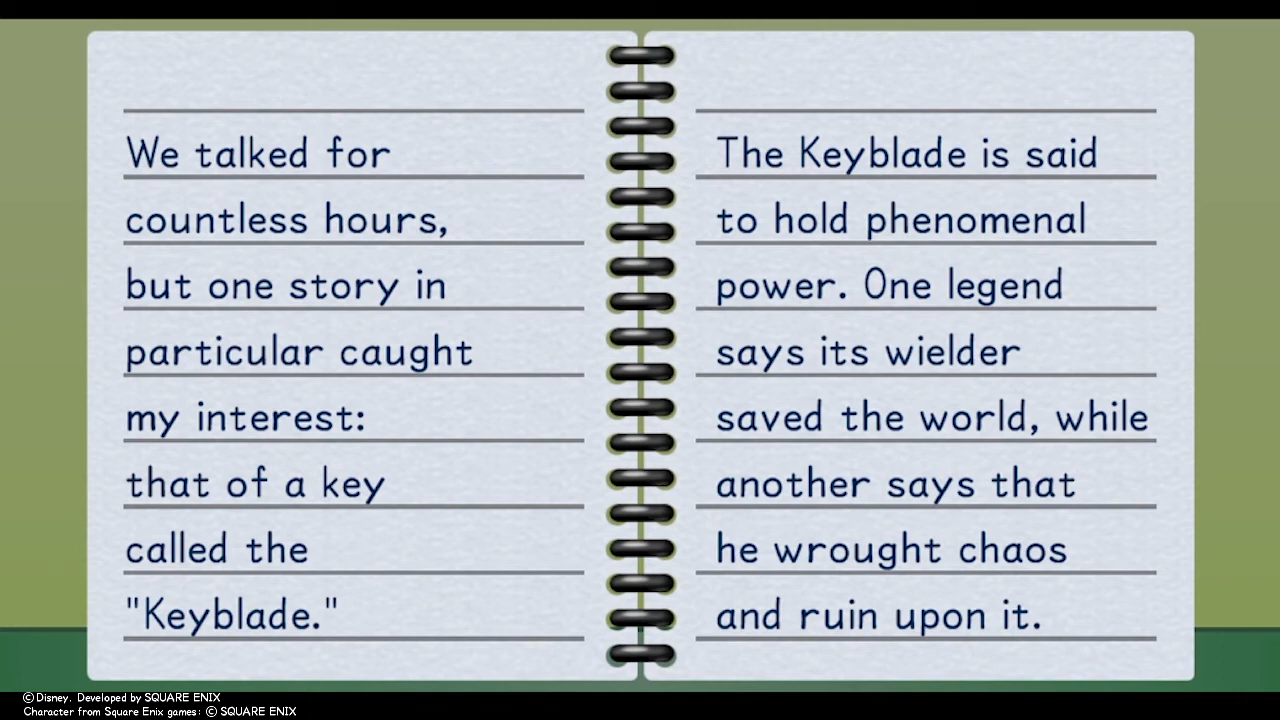 We talked for
countless hours,
but one story in
particular caught
my interest:
that of a key
called the
"Keyblade."
The Keyblade is said
to hold phenomenal
power. One legend
says its wielder
saved the world, while
another says that
he wrought chaos
and ruin upon it.
©Disney. Developed by SQUARE ENIX
Character from Square Enix games: © SQUARE ENIX